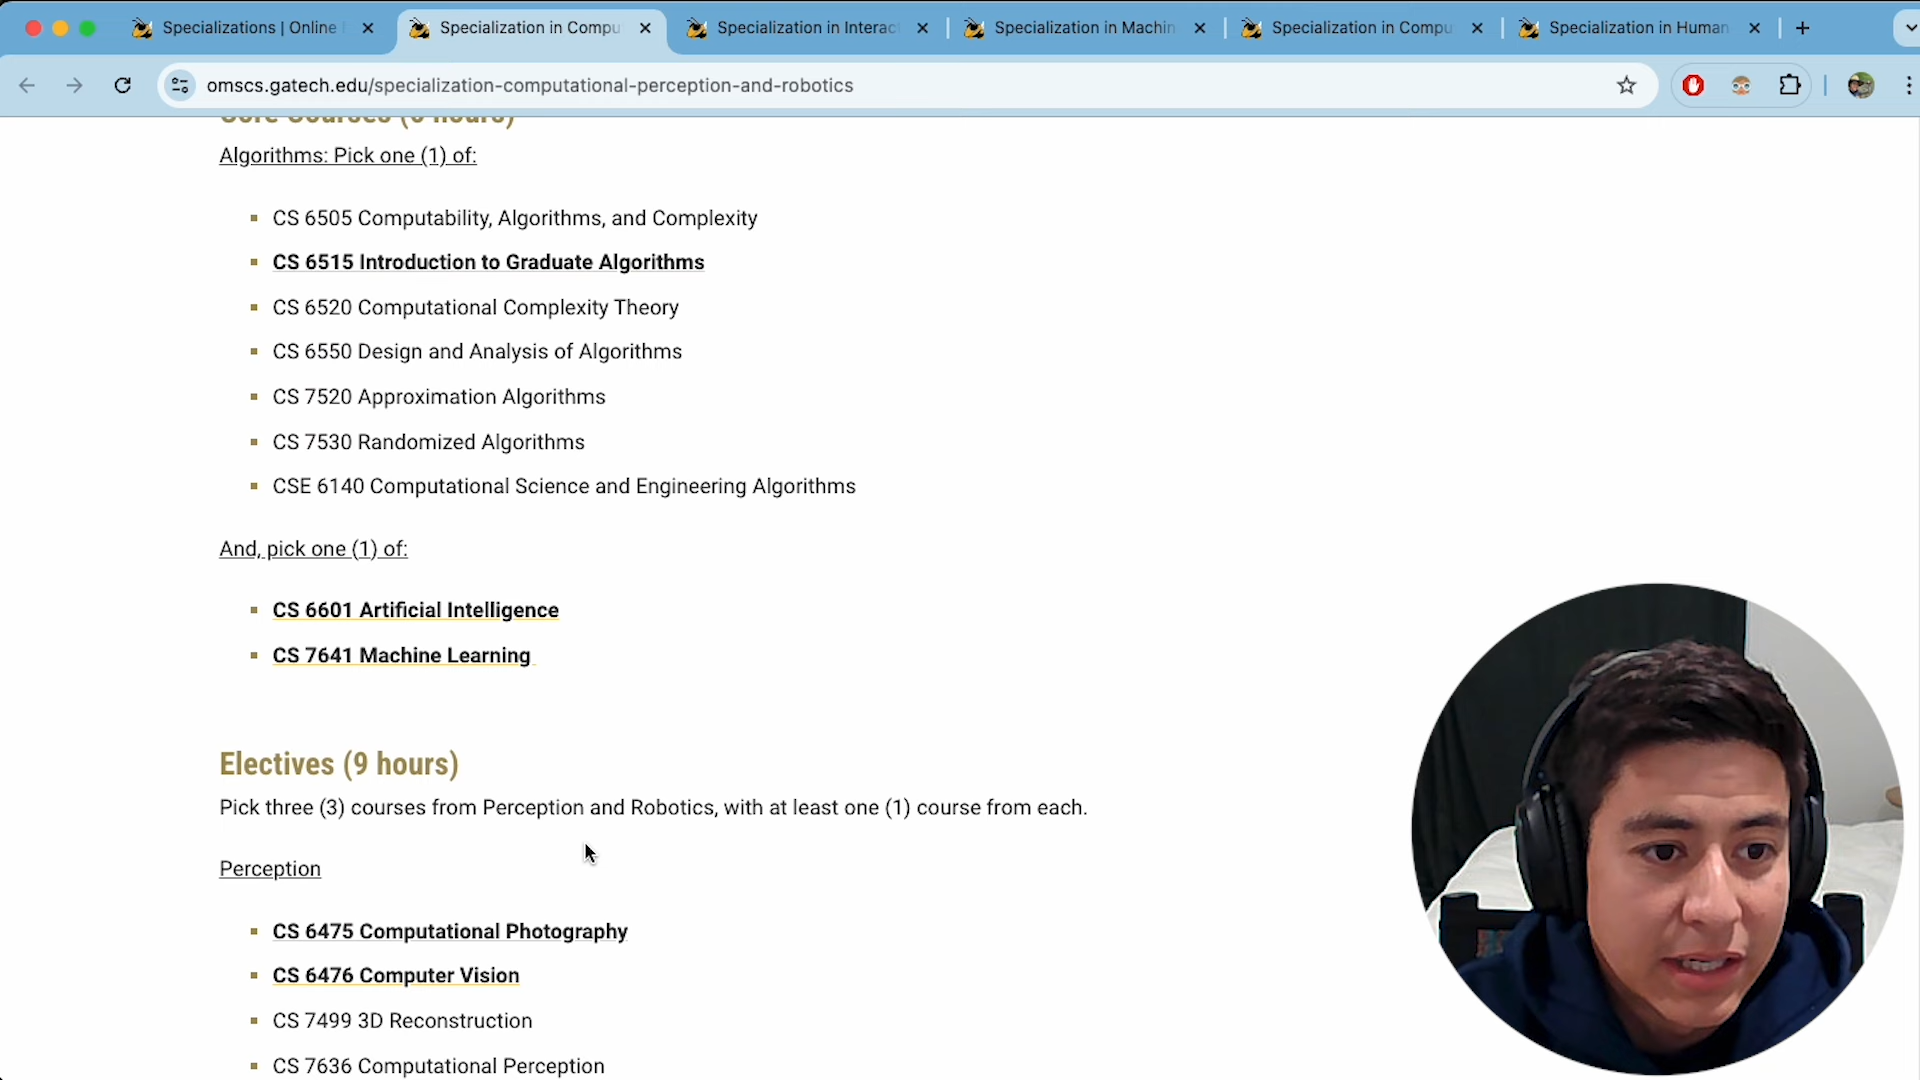 Specializations | Online
Specialization in Compu
Specialization in Interac
Specialization in Machin
Specialization in Compu
Specialization in Human
omscs.gatech.edu/specialization-computational-perception-and-robotics
Core Courses (6 hours)
Algorithms: Pick one (1) of:
CS 6505 Computability, Algorithms, and Complexity
CS 6515 Introduction to Graduate Algorithms
CS 6520 Computational Complexity Theory
CS 6550 Design and Analysis of Algorithms
CS 7520 Approximation Algorithms
CS 7530 Randomized Algorithms
CSE 6140 Computational Science and Engineering Algorithms
And, pick one (1) of:
CS 6601 Artificial Intelligence
CS 7641 Machine Learning
Electives (9 hours)
Pick three (3) courses from Perception and Robotics, with at least one (1) course from each.
Perception
CS 6475 Computational Photography
CS 6476 Computer Vision
CS 7499 3D Reconstruction
CS 7636 Computational Perception